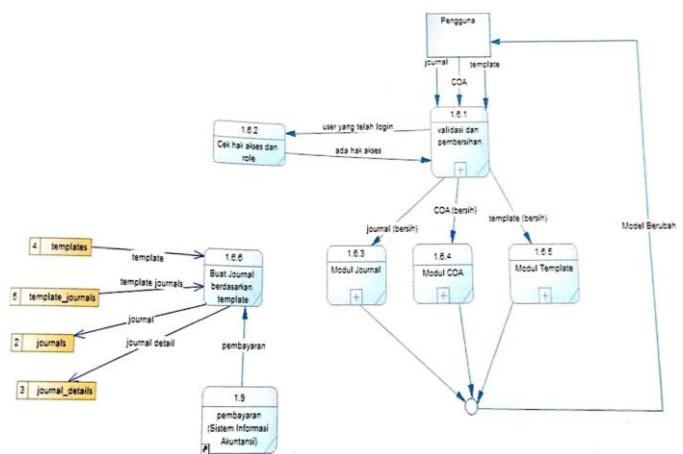 Pengguna
journal
COA
template
1.6.1
validasi dan
pembersihan
1.6.2
Cek hak akses dan
role
user yang telah login
ada hak akses
journal (bersih)
COA (bersih)
template (bersih)
Model Berubah
1.6.3
Modul Journal
1.6.4
Modul COA
1.6.5
Modul Template
4 templates
template
1.6.6
Buat Journal
berdasarkan
template
5 template_journals
template journals
2 journals
journal
journal detail
3 journal_details
pembayaran
1.9
pembayaran
(Sistem Informasi
Akuntansi)